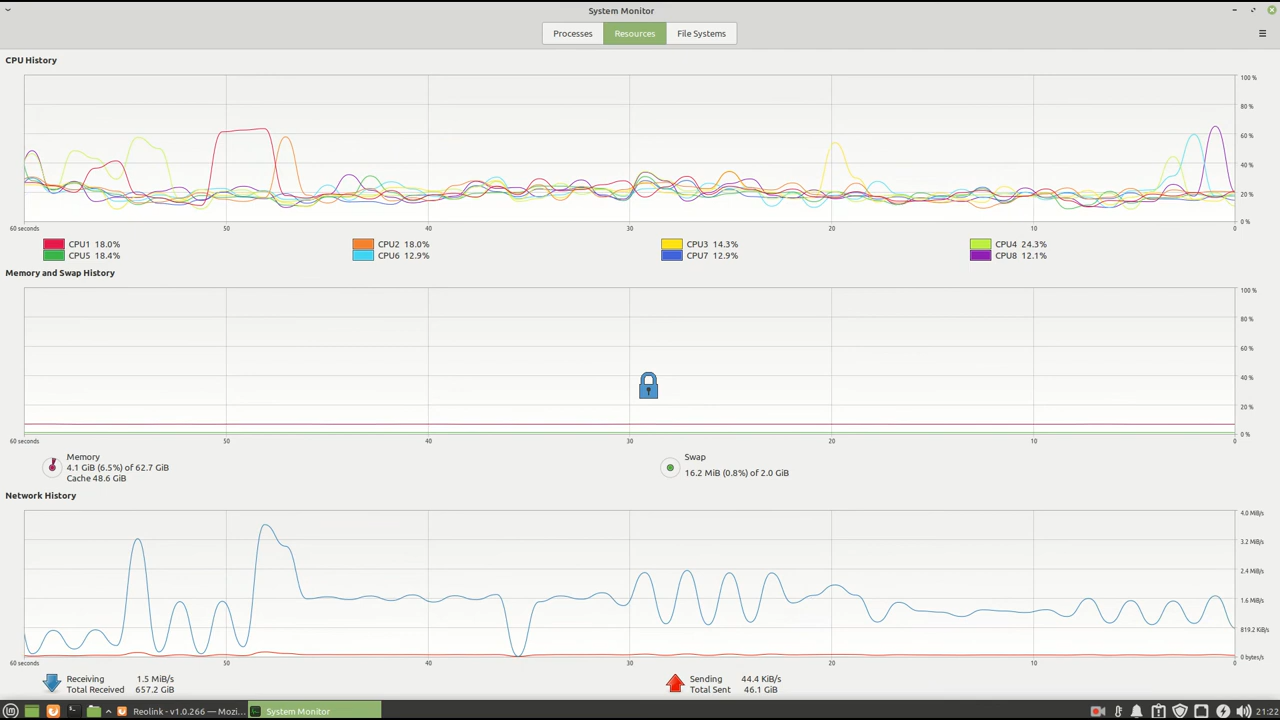 System Monitor
Processes Resources File Systems
CPU History
100 %
80 %
60 %
40 %
20 %
0 %
60 seconds 50 40 30 20 10 0
CPU1 18.0% CPU2 18.0% CPU3 14.3% CPU4 24.3%
CPU5 18.4% CPU6 12.9% CPU7 12.9% CPU8 12.1%
Memory and Swap History
100 %
80 %
60 %
40 %
20 %
0 %
60 seconds 50 40 30 20 10 0
Memory Swap
4.1 GiB (6.5%) of 62.7 GiB 16.2 MiB (0.8%) of 2.0 GiB
Cache 48.6 GiB
Network History
4.0 MiB/s
3.2 MiB/s
2.4 MiB/s
1.6 MiB/s
819.2 KiB/s
0 bytes/s
60 seconds 50 40 30 20 10 0
Receiving 1.5 MiB/s Sending 44.4 KiB/s
Total Received 657.2 GiB Total Sent 46.1 GiB
Reolink - v1.0.266 — Mozi... System Monitor 21:22